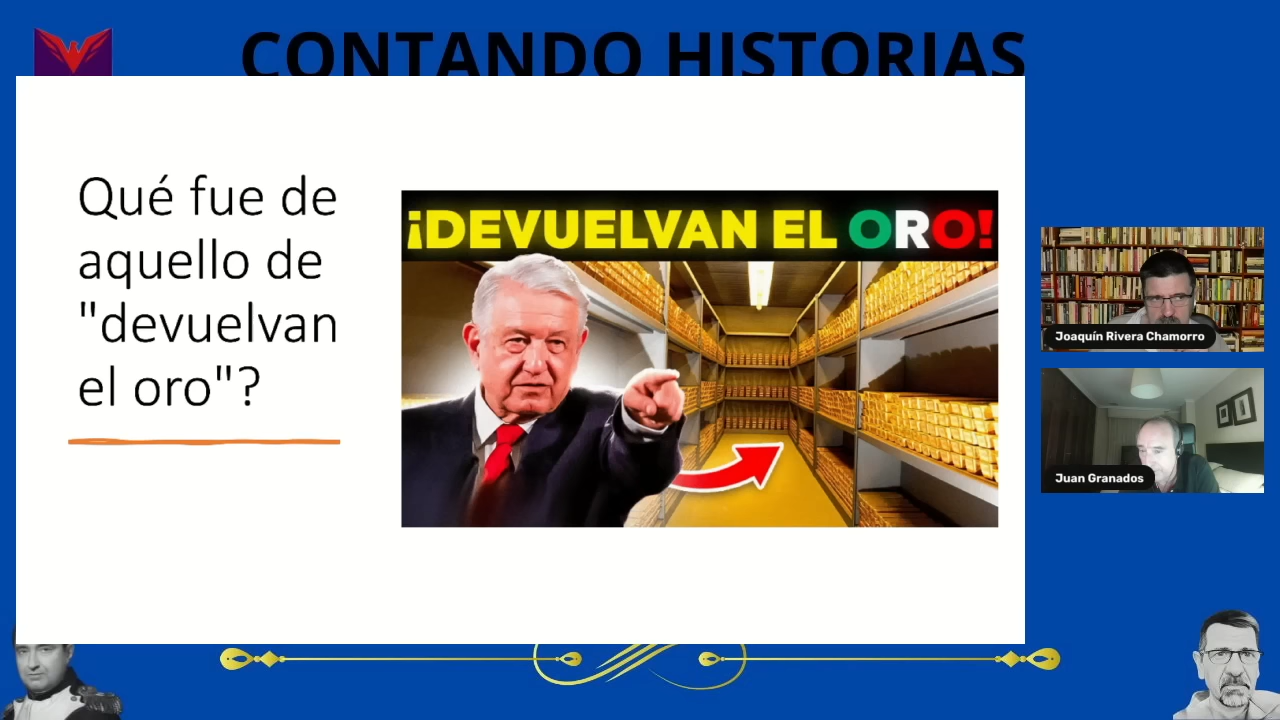 CONTANDO HISTORIAS
Qué fue de
aquello de
"devuelvan
el oro"?
¡DEVUELVAN EL ORO!
Joaquín Rivera Chamorro
Juan Granados